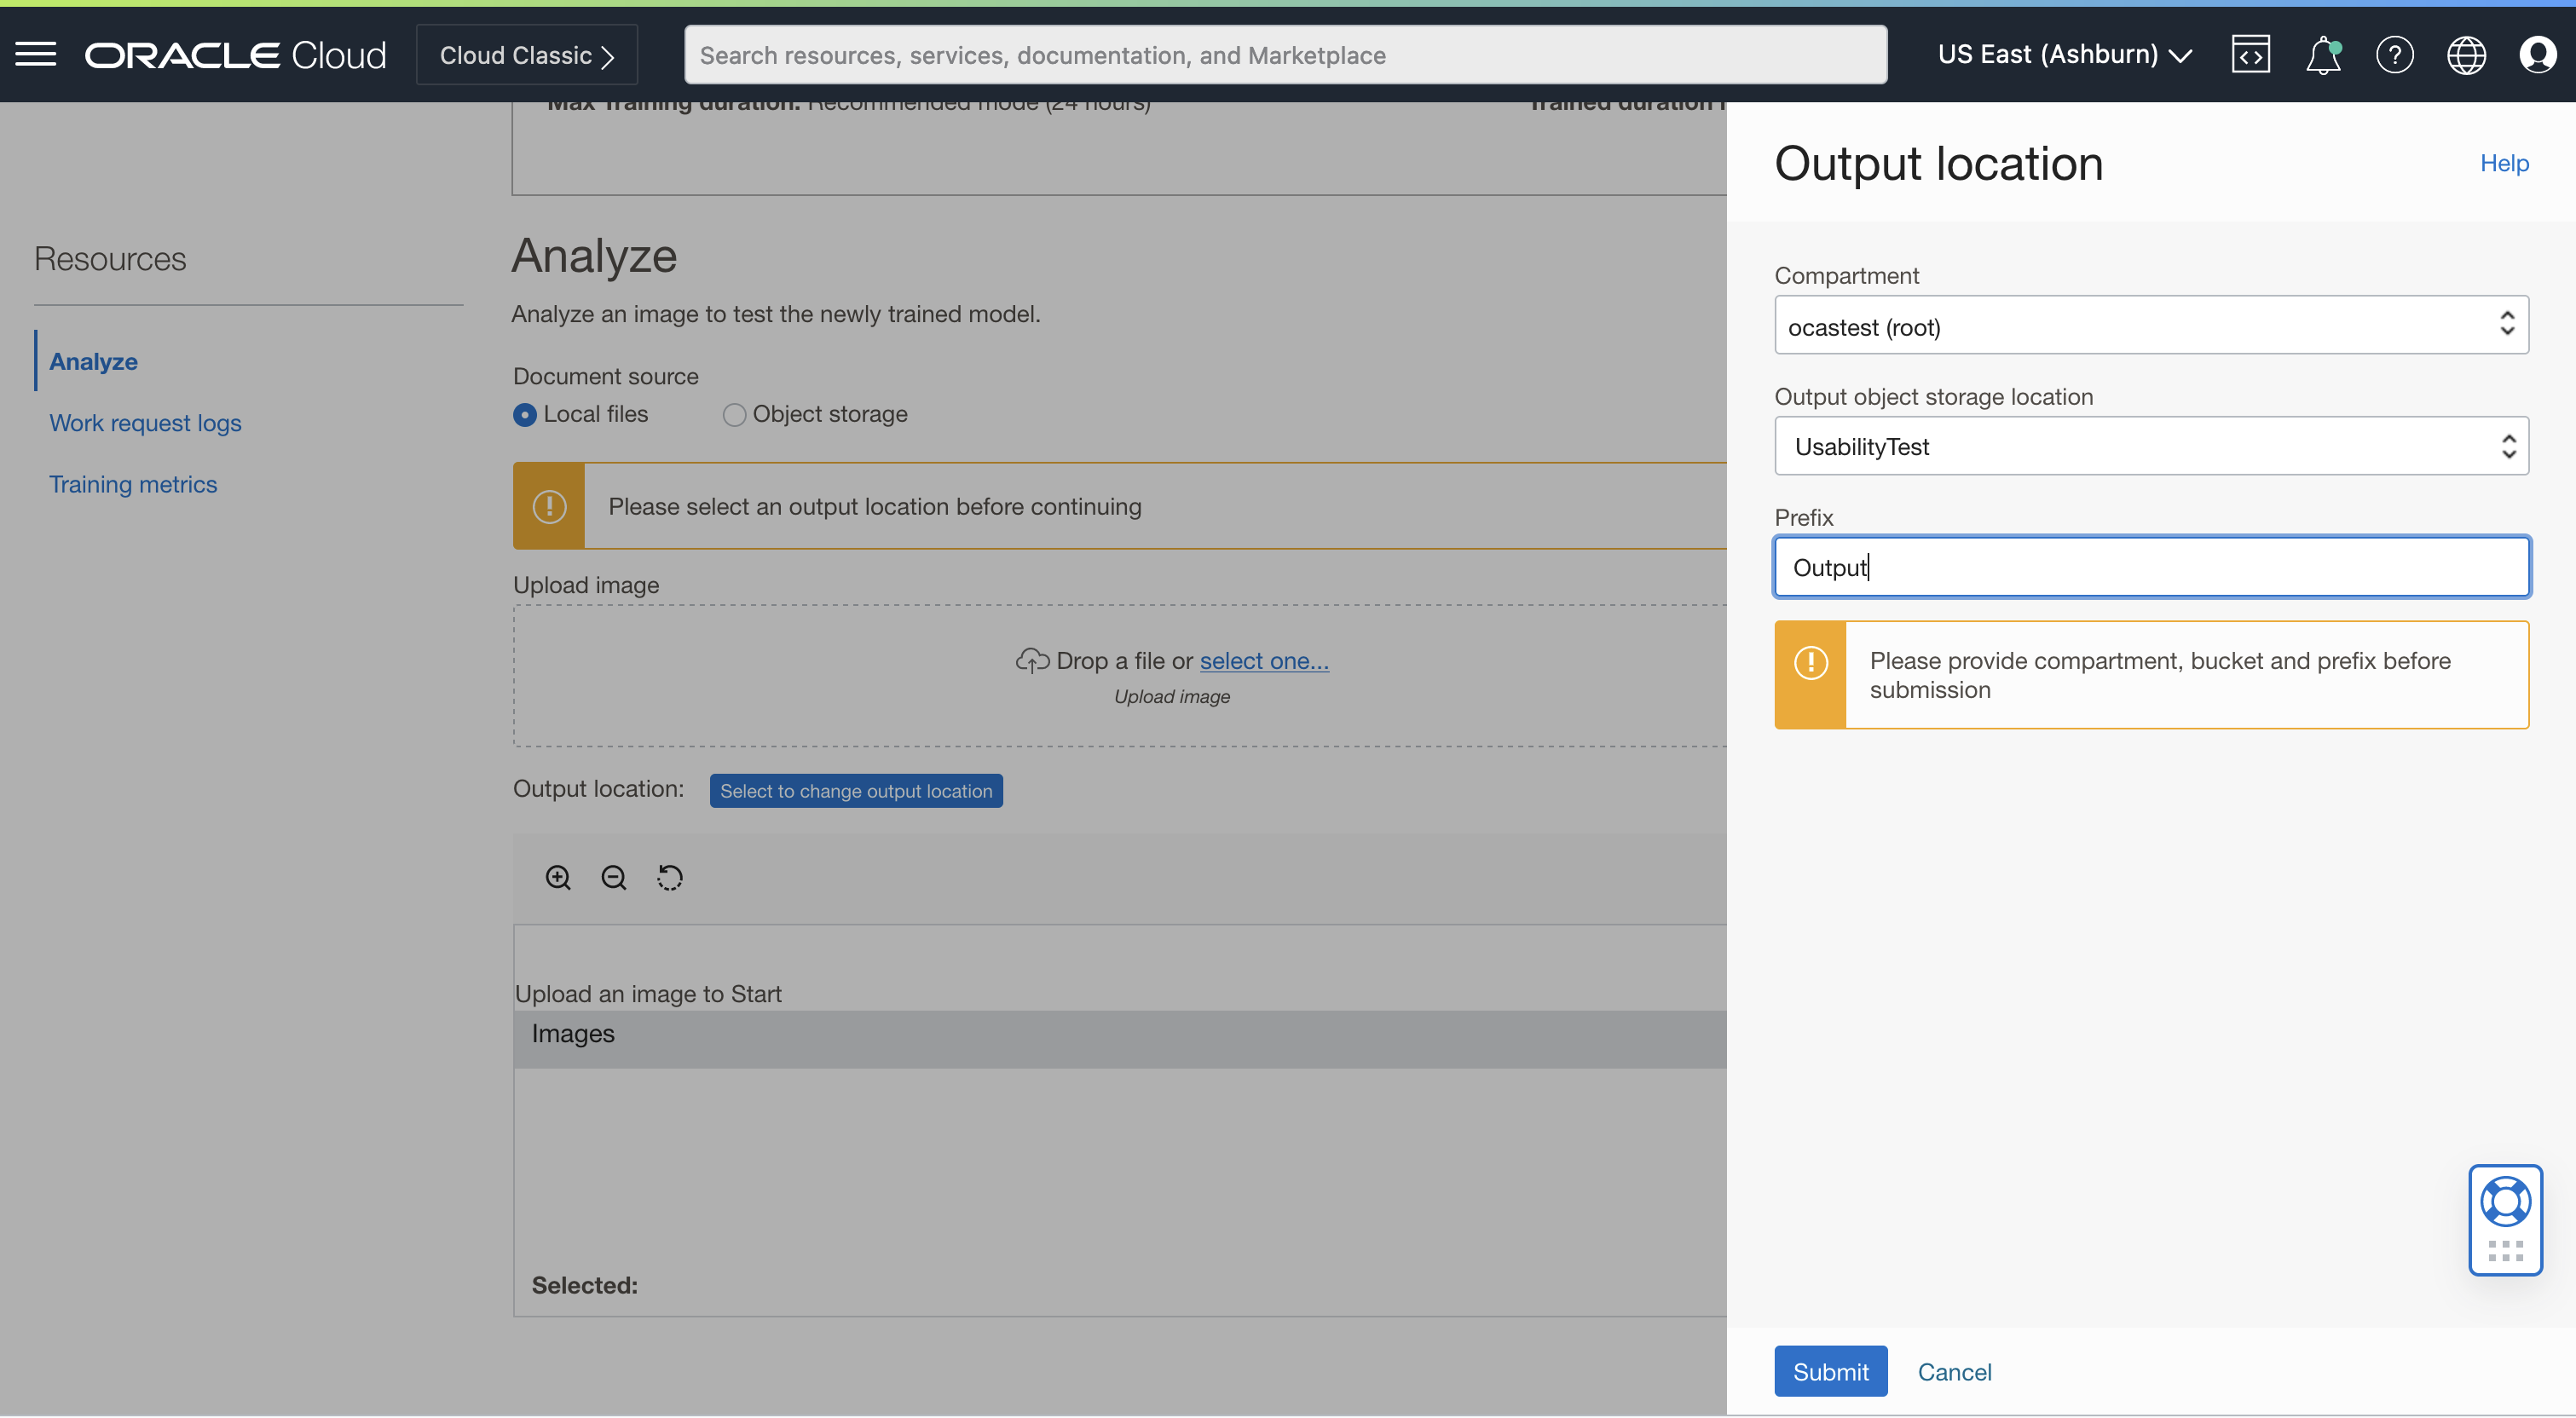 ORACLE Cloud
Cloud Classic
Search resources, services, documentation, and Marketplace
US East (Ashburn)
Max Training duration: Recommended mode (24 hours)
Trained duration
Resources
Analyze
Work request logs
Training metrics
Analyze
Analyze an image to test the newly trained model.
Document source
Local files
Object storage
Please select an output location before continuing
Upload image
Drop a file or select one...
Upload image
Output location:
Select to change output location
Upload an image to Start
Images
Selected:
Output location
Help
Compartment
ocastest (root)
Output object storage location
UsabilityTest
Prefix
Output
Please provide compartment, bucket and prefix before
submission
Submit
Cancel